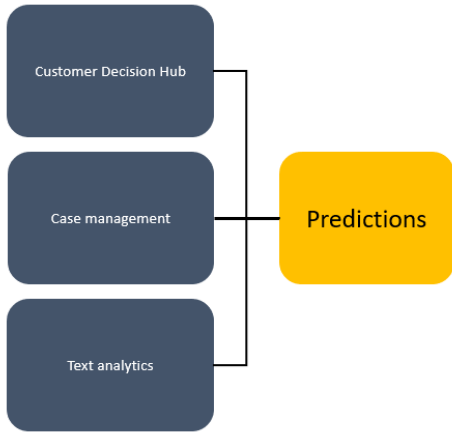 Customer Decision Hub
Case management
Predictions
Text analytics